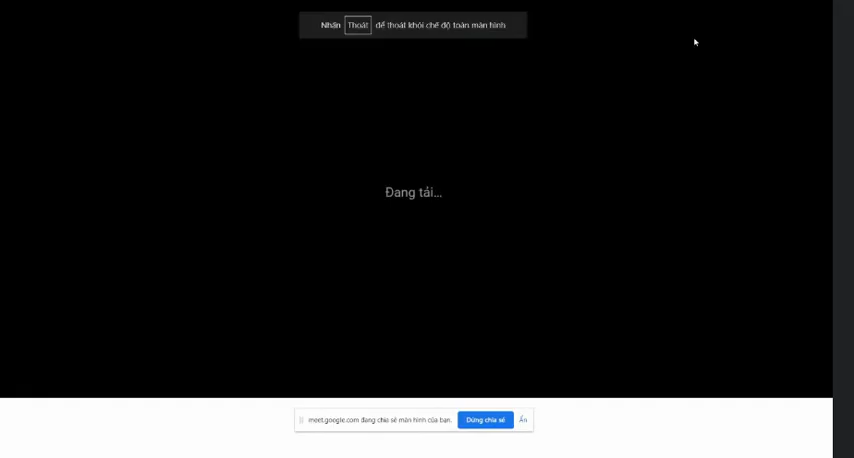 Nhấn Thoát để thoát khỏi chế độ toàn màn hình
Đang tải...
meet.google.com đang chia sẻ màn hình của bạn. Dừng chia sẻ Ẩn